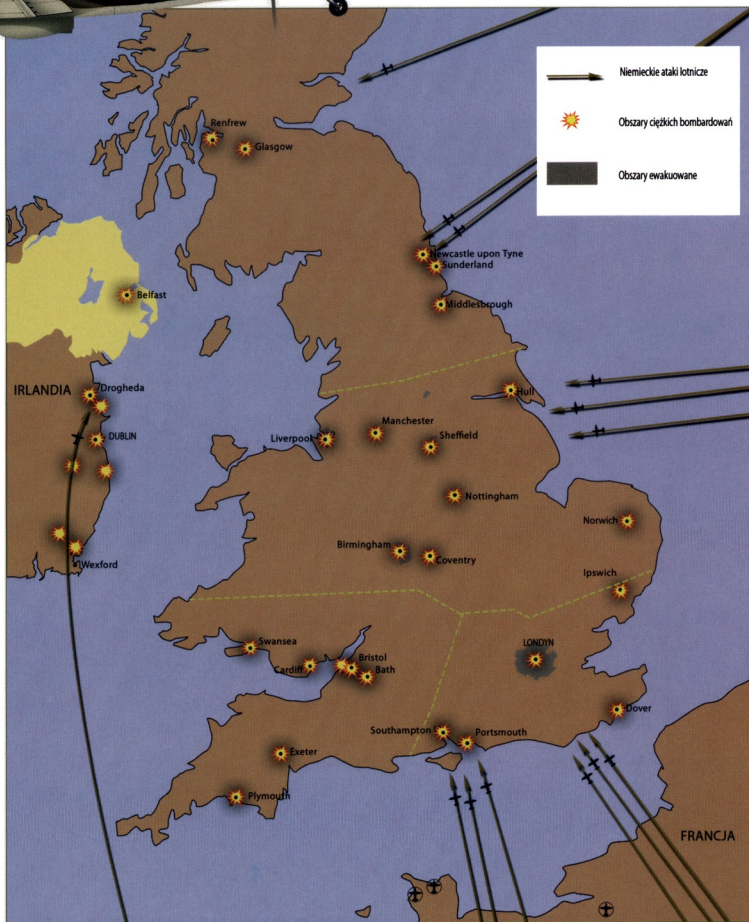 Niemieckie ataki lotnicze
Obszary ciężkich bombardowań
Obszary ewakuowane
Renfrew
Glasgow
Newcastle upon Tyne
Sunderland
Belfast
Middlesbrough
IRLANDIA
Drogheda
Hull
DUBLIN
Liverpool
Manchester
Sheffield
Nottingham
Norwich
Birmingham
Coventry
Wexford
Ipswich
Swansea
LONDYN
Cardiff
Bristol
Bath
Dover
Southampton
Portsmouth
Exeter
Plymouth
FRANCJA